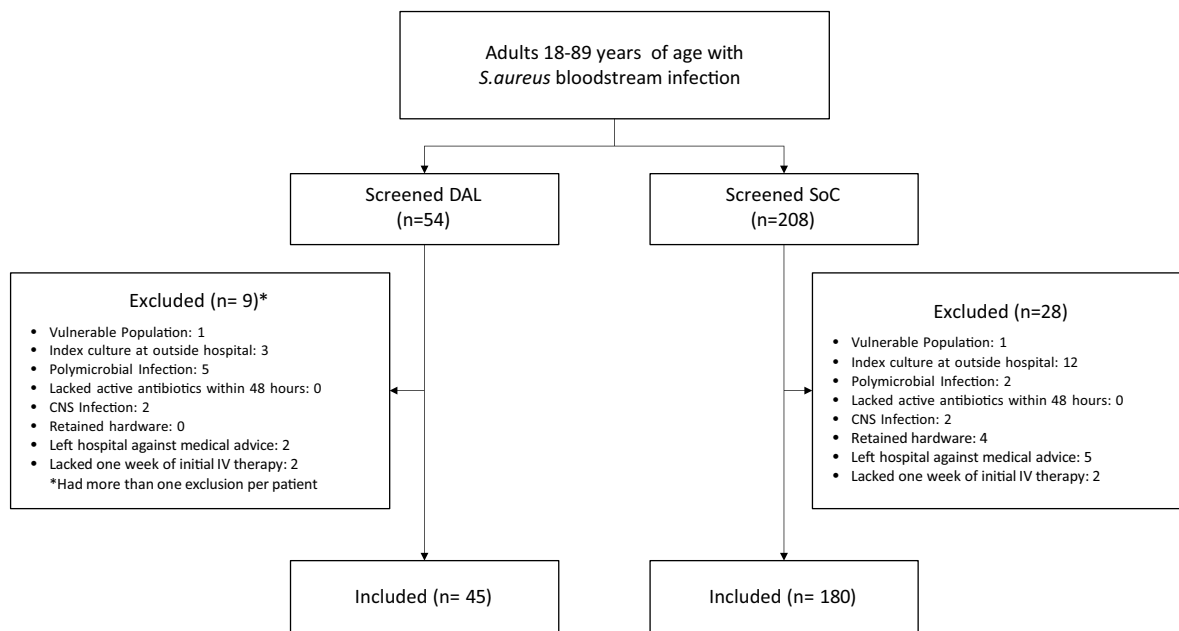 Adults 18-89 years of age with
S.aureus bloodstream infection
Screened DAL
(n=54)
Screened SoC
(n=208)
Excluded (n= 9)*
• Vulnerable Population: 1
• Index culture at outside hospital: 3
• Polymicrobial Infection: 5
• Lacked active antibiotics within 48 hours: 0
• CNS Infection: 2
• Retained hardware: 0
• Left hospital against medical advice: 2
• Lacked one week of initial IV therapy: 2
*Had more than one exclusion per patient
Excluded (n=28)
• Vulnerable Population: 1
• Index culture at outside hospital: 12
• Polymicrobial Infection: 2
• Lacked active antibiotics within 48 hours: 0
• CNS Infection: 2
• Retained hardware: 4
• Left hospital against medical advice: 5
• Lacked one week of initial IV therapy: 2
Included (n= 45)
Included (n= 180)